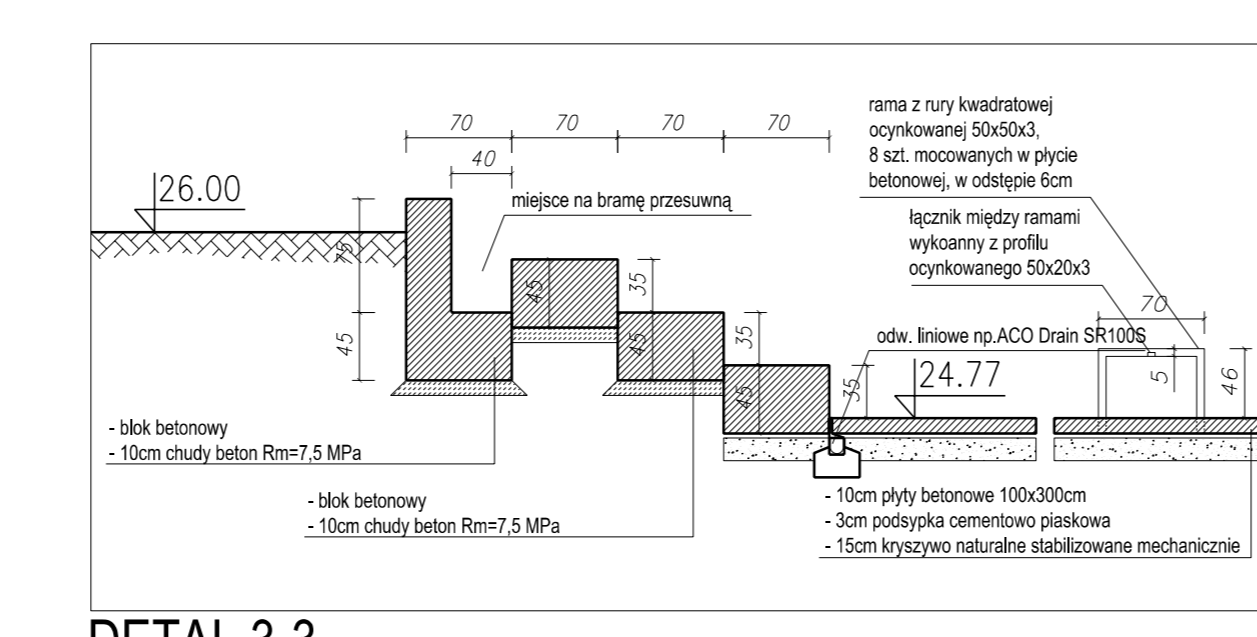 70
70
70
70
40
26.00
miejsce na bramę przesuwną
rama z rury kwadratowej
ocynkowanej 50x50x3,
8 szt. mocowanych w płycie
betonowej, w odstępie 6cm
łącznik między ramami
wykoanny z profilu
ocynkowanego 50x20x3
70
75
45
45
35
45
35
45
35
odw. liniowe np.ACO Drain SR100S
24.77
5
46
- blok betonowy
- 10cm chudy beton Rm=7,5 MPa
- blok betonowy
- 10cm chudy beton Rm=7,5 MPa
- 10cm płyty betonowe 100x300cm
- 3cm podsypka cementowo piaskowa
- 15cm kryszywo naturalne stabilizowane mechanicznie
DETAL 3-3